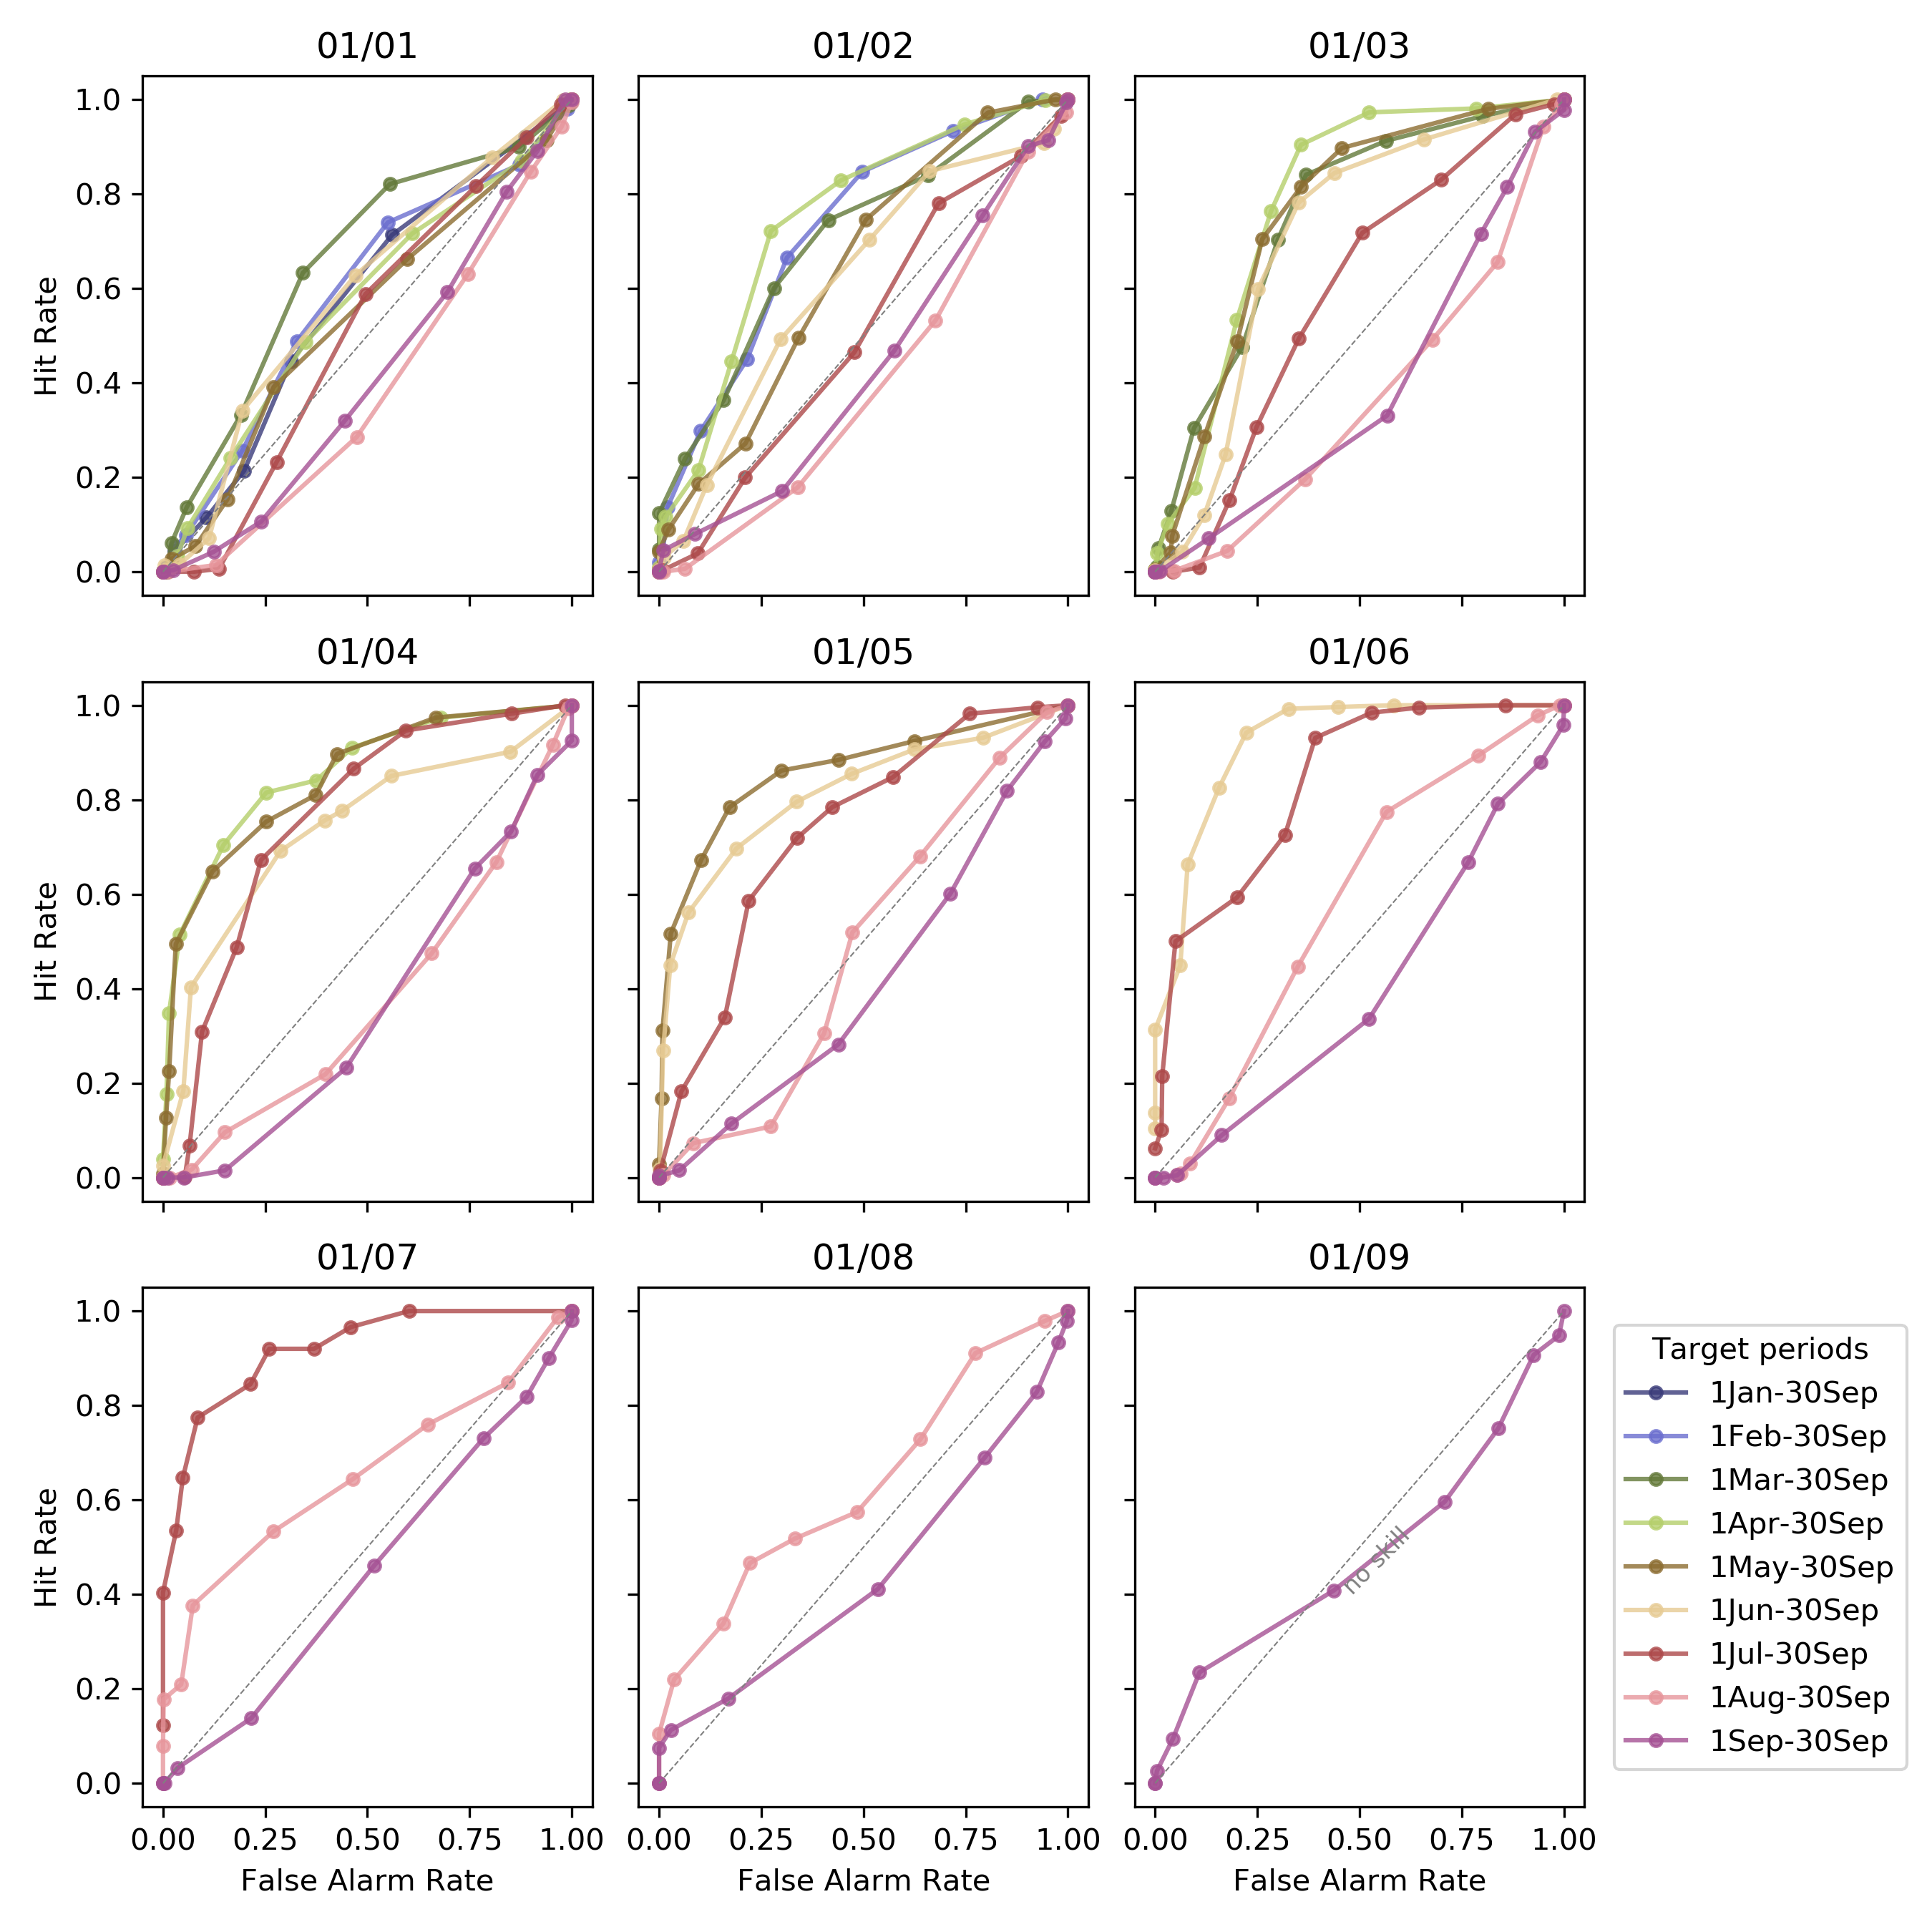 01/01
01/02
01/03
1.0
0.8
0.6
0.4
0.2
0.0
Hit Rate
01/04
01/05
01/06
1.0
0.8
0.6
0.4
0.2
0.0
Hit Rate
01/07
01/08
01/09
1.0
0.8
0.6
0.4
0.2
0.0
Hit Rate
no skill
0.00 0.25 0.50 0.75 1.00
0.00 0.25 0.50 0.75 1.00
0.00 0.25 0.50 0.75 1.00
False Alarm Rate
False Alarm Rate
False Alarm Rate
Target periods
1Jan-30Sep
1Feb-30Sep
1Mar-30Sep
1Apr-30Sep
1May-30Sep
1Jun-30Sep
1Jul-30Sep
1Aug-30Sep
1Sep-30Sep